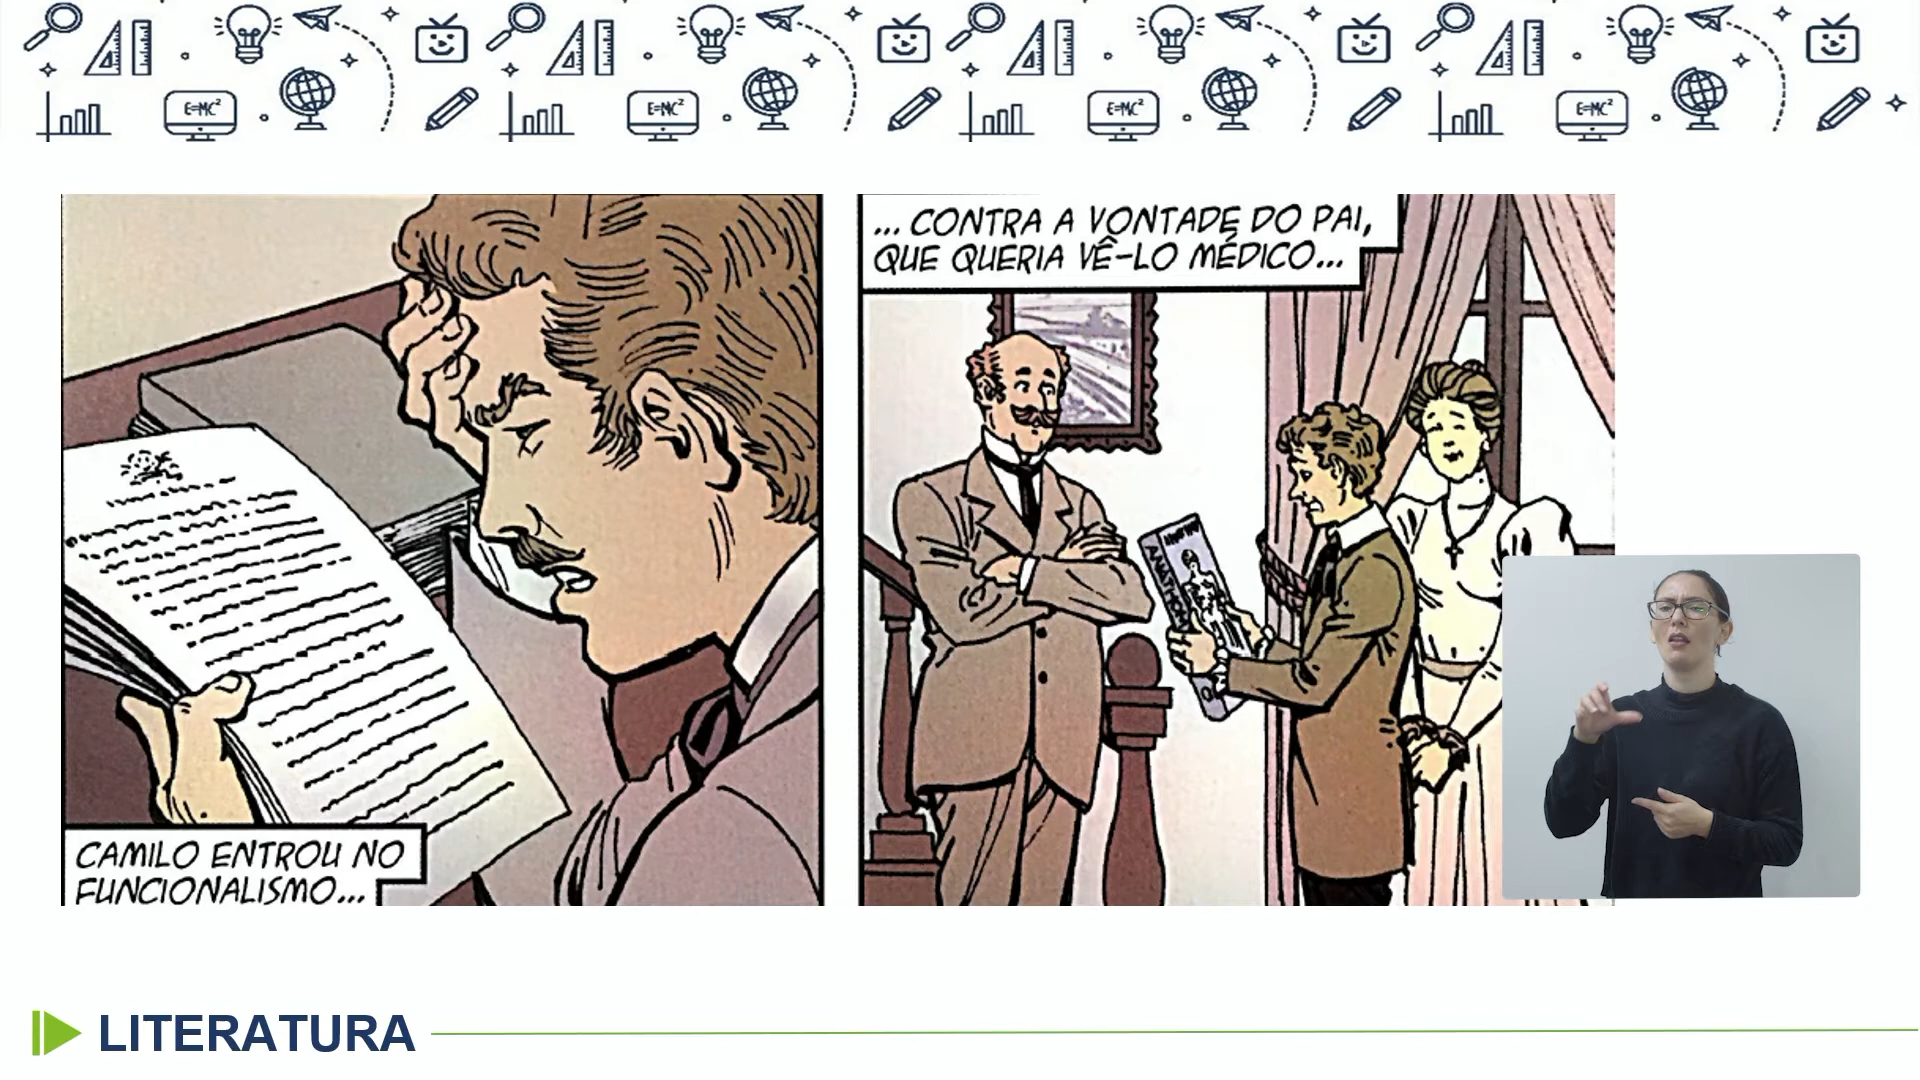 E=MC²
E=MC²
E=MC²
E=MC²
CAMILO ENTROU NO
FUNCIONALISMO...
... CONTRA A VONTADE DO PAI,
QUE QUERIA VÊ-LO MÉDICO...
LITERATURA